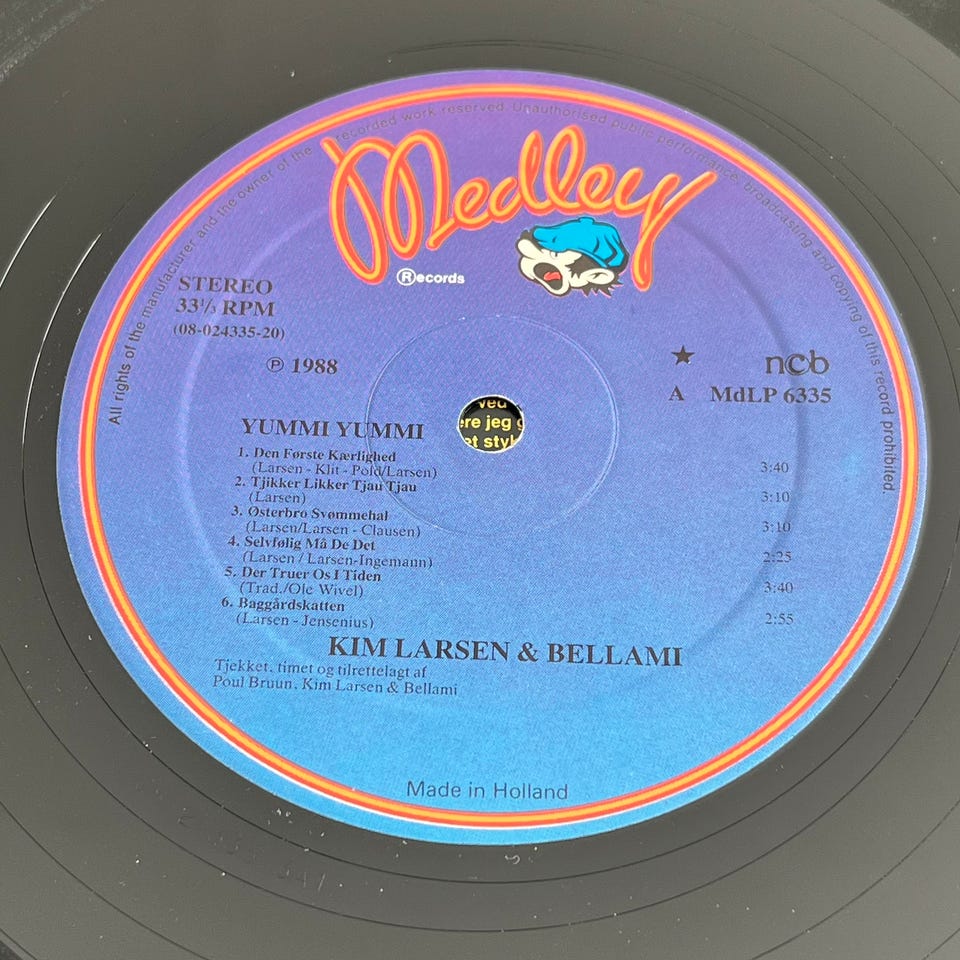 All rights of the manufacturer and the owner of the recorded work reserved. Unauthorised public performance, broadcasting and copying of this record prohibited.
Medley
Records
STEREO
33⅓ RPM
(08-024335-20)
℗ 1988
★ ncb
A MdLP 6335
ved
ere jeg g
et styk
YUMMI YUMMI
1. Den Første Kærlighed
(Larsen - Klit - Pold/Larsen) 3:40
2. Tjikker Likker Tjau Tjau
(Larsen) 3:10
3. Østerbro Svømmehal
(Larsen/Larsen - Clausen) 3:10
4. Selvfølig Må De Det
(Larsen / Larsen-Ingemann) 2:25
5. Der Truer Os I Tiden
(Trad./Ole Wivel) 3:40
6. Baggårdskatten
(Larsen - Jensenius) 2:55
KIM LARSEN & BELLAMI
Tjekket, timet og tilrettelagt af
Poul Bruun, Kim Larsen & Bellami
Made in Holland